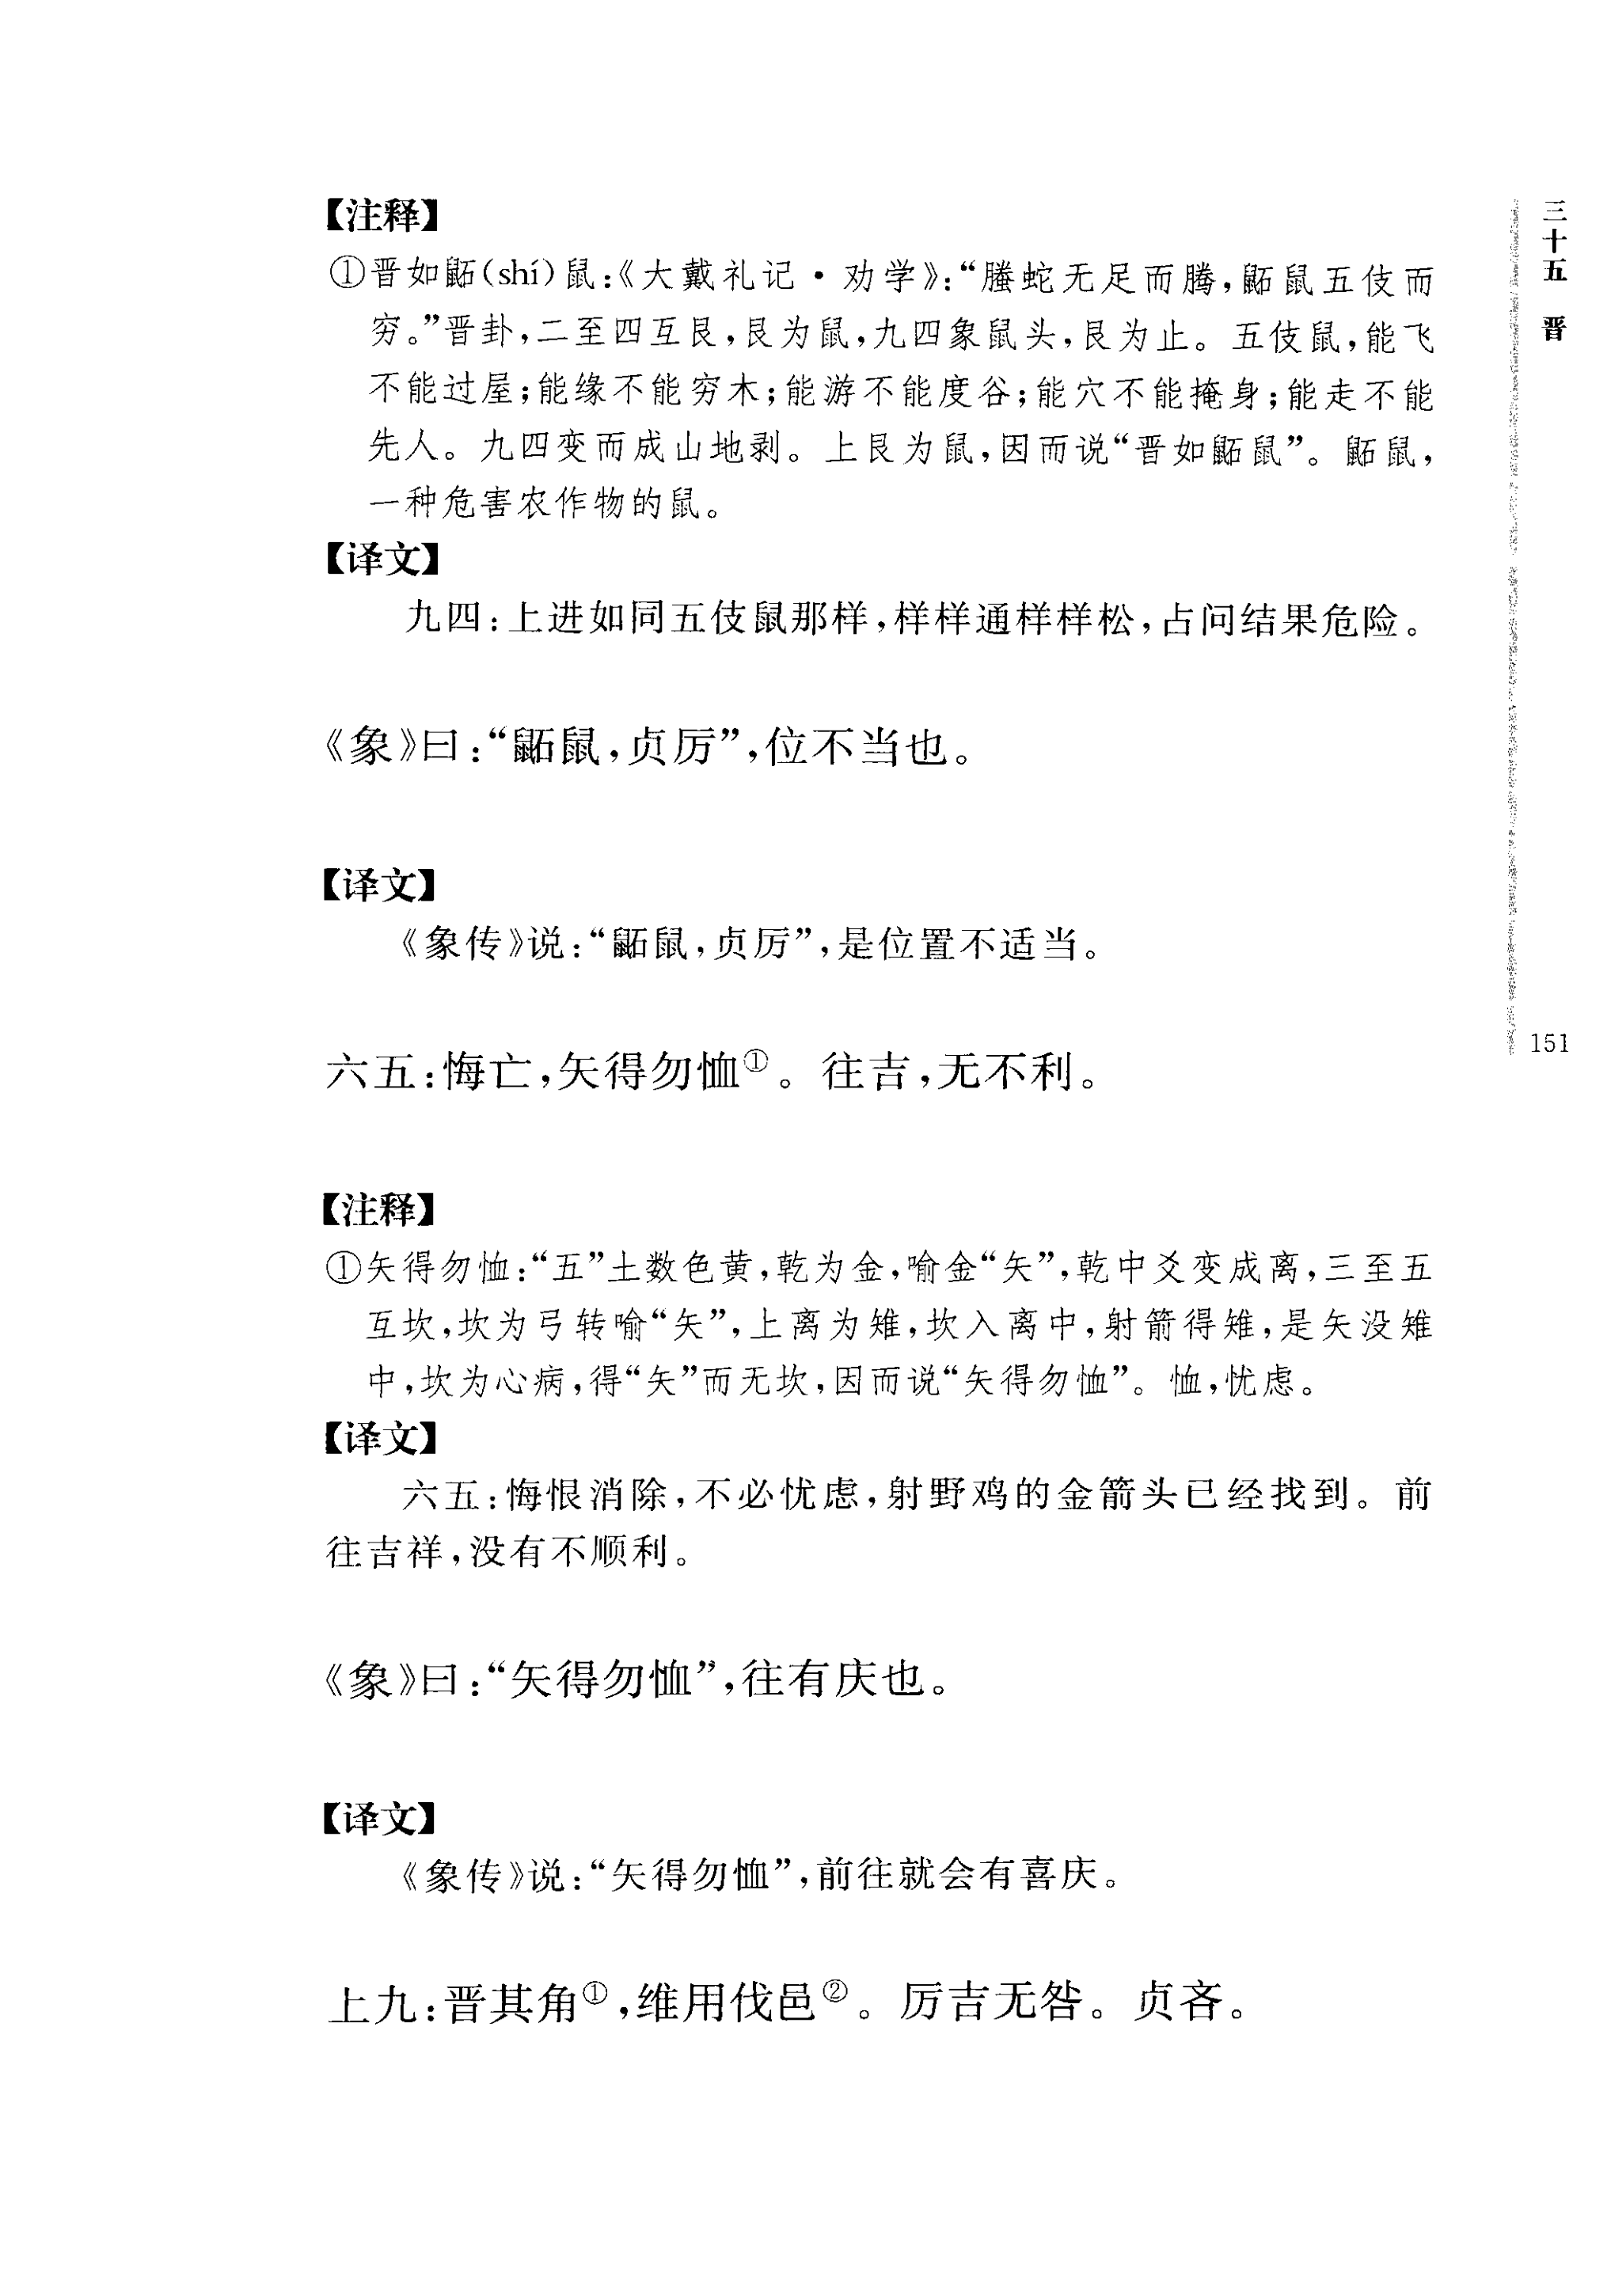 【注释】
①晋如鼫(shí)鼠:《大戴礼记·劝学》:“螣蛇无足而腾,鼫鼠五伎而
穷。”晋卦,二至四互艮,艮为鼠,九四象鼠头,艮为止。五伎鼠,能飞
不能过屋;能缘不能穷木;能游不能度谷;能穴不能掩身;能走不能
先人。九四变而成山地剥。上艮为鼠,因而说“晋如鼫鼠”。鼫鼠,
一种危害农作物的鼠。
【译文】
九四:上进如同五伎鼠那样,样样通样样松,占问结果危险。
《象》曰:“鼫鼠,贞厉”,位不当也。
【译文】
《象传》说:“鼫鼠,贞厉”,是位置不适当。
六五:悔亡,矢得勿恤①。往吉,无不利。
【注释】
①矢得勿恤:“五”土数色黄,乾为金,喻金“矢”,乾中爻变成离,三至五
互坎,坎为弓转喻“矢”,上离为雉,坎入离中,射箭得雉,是矢没雉
中,坎为心病,得“矢”而无坎,因而说“矢得勿恤”。恤,忧虑。
【译文】
六五:悔恨消除,不必忧虑,射野鸡的金箭头已经找到。前
往吉祥,没有不顺利。
《象》曰:“矢得勿恤”,往有庆也。
【译文】
《象传》说:“矢得勿恤”,前往就会有喜庆。
上九:晋其角①,维用伐邑②。厉吉无咎。贞吝。
三十五 晋
151